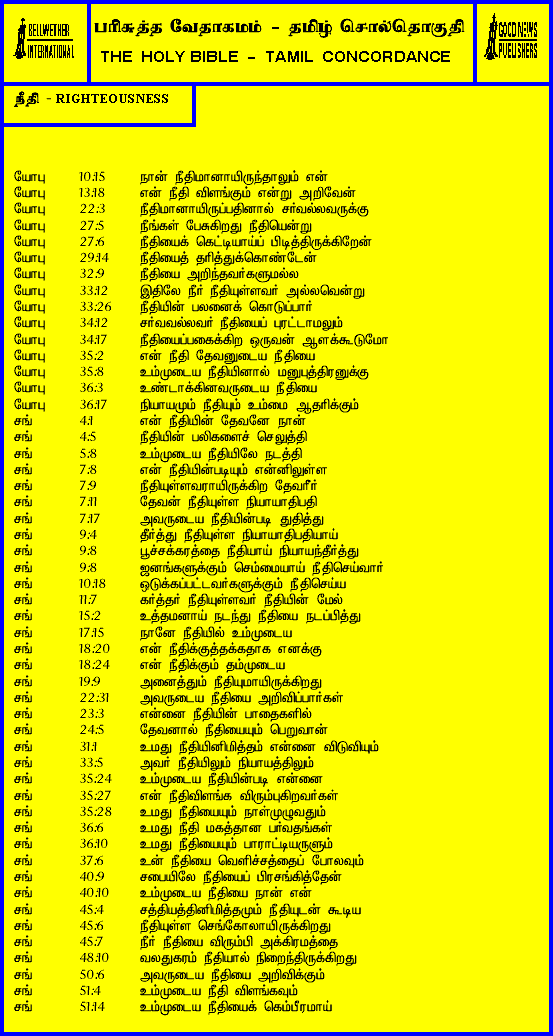 BELLWETHER
INTERNATIONAL
பரிசுத்த வேதாகமம் - தமிழ் சொல்தொகுதி
THE HOLY BIBLE - TAMIL CONCORDANCE
GOOD NEWS
PUBLISHERS
நீதி - RIGHTEOUSNESS
யோபு 10:15 நான் நீதிமானாயிருந்தாலும் என்
யோபு 13:18 என் நீதி விளங்கும் என்று அறிவேன்
யோபு 22:3 நீதிமானாயிருப்பதினால் சர்வல்லவருக்கு
யோபு 27:5 நீங்கள் பேசுகிறது நீதியென்று
யோபு 27:6 நீதியைக் கெட்டியாய்ப் பிடித்திருக்கிறேன்
யோபு 29:14 நீதியைத் தரித்துக்கொண்டேன்
யோபு 32:9 நீதியை அறிந்தவர்களுமல்ல
யோபு 33:12 இதிலே நீர் நீதியுள்ளவர் அல்லவென்று
யோபு 33:26 நீதியின் பலனைக் கொடுப்பார்
யோபு 34:12 சர்வவல்லவர் நீதியைப் புரட்டாமலும்
யோபு 34:17 நீதியைப்பகைக்கிற ஒருவன் ஆளக்கூடுமோ
யோபு 35:2 என் நீதி தேவனுடைய நீதியை
யோபு 35:8 உம்முடைய நீதியினால் மனுபுத்திரனுக்கு
யோபு 36:3 உண்டாக்கினவருடைய நீதியை
யோபு 36:17 நியாயமும் நீதியும் உம்மை ஆதரிக்கும்
சங் 4:1 என் நீதியின் தேவனே நான்
சங் 4:5 நீதியின் பலிகளைச் செலுத்தி
சங் 5:8 உம்முடைய நீதியிலே நடத்தி
சங் 7:8 என் நீதியின்படியும் என்னிலுள்ள
சங் 7:9 நீதியுள்ளவராயிருக்கிற தேவரீர்
சங் 7:11 தேவன் நீதியுள்ள நியாயாதிபதி
சங் 7:17 அவருடைய நீதியின்படி துதித்து
சங் 9:4 தீர்த்து நீதியுள்ள நியாயாதிபதியாய்
சங் 9:8 பூச்சக்கரத்தை நீதியாய் நியாயந்தீர்த்து
சங் 9:8 ஜனங்களுக்கும் செம்மையாய் நீதிசெய்வார்
சங் 10:18 ஒடுக்கப்பட்டவர்களுக்கும் நீதிசெய்ய
சங் 11:7 கர்த்தர் நீதியுள்ளவர் நீதியின் மேல்
சங் 15:2 உத்தமனாய் நடந்து நீதியை நடப்பித்து
சங் 17:15 நானோ நீதியில் உம்முடைய
சங் 18:20 என் நீதிக்குத்தக்கதாக எனக்கு
சங் 18:24 என் நீதிக்கும் தம்முடைய
சங் 19:9 அனைத்தும் நீதியுமாயிருக்கிறது
சங் 22:31 அவருடைய நீதியை அறிவிப்பார்கள்
சங் 23:3 என்னை நீதியின் பாதைகளில்
சங் 24:5 தேவனால் நீதியையும் பெறுவான்
சங் 31:1 உமது நீதியினிமித்தம் என்னை விடுவியும்
சங் 33:5 அவர் நீதியிலும் நியாயத்திலும்
சங் 35:24 உம்முடைய நீதியின்படி என்னை
சங் 35:27 என் நீதிவிளங்க விரும்புகிறவர்கள்
சங் 35:28 உமது நீதியையும் நாள்முழுவதும்
சங் 36:6 உமது நீதி மகத்தான பர்வதங்கள்
சங் 36:10 உமது நீதியையும் பாராட்டியருளும்
சங் 37:6 உன் நீதியை வெளிச்சத்தைப் போலவும்
சங் 40:9 சபையிலே நீதியைப் பிரசங்கித்தேன்
சங் 40:10 உம்முடைய நீதியை நான் என்
சங் 45:4 சத்தியத்தினிமித்தமும் நீதியுடன் கூடிய
சங் 45:6 நீதியுள்ள செங்கோலாயிருக்கிறது
சங் 45:7 நீர் நீதியை விரும்பி அக்கிரமத்தை
சங் 48:10 வலதுகரம் நீதியால் நிறைந்திருக்கிறது
சங் 50:6 அவருடைய நீதியை அறிவிக்கும்
சங் 51:4 உம்முடைய நீதி விளங்கவும்
சங் 51:14 உம்முடைய நீதியைக் கெம்பீரமாய்